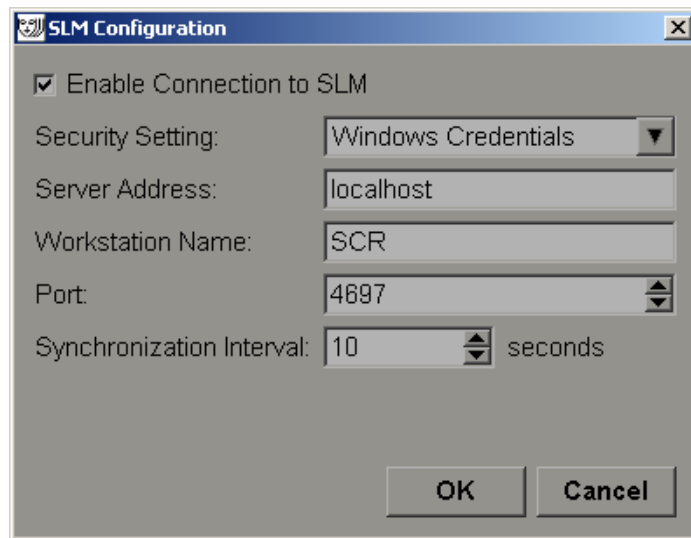 SLM Configuration
Enable Connection to SLM
Security Setting: Windows Credentials
Server Address: localhost
Workstation Name: SCR
Port: 4697
Synchronization Interval: 10 seconds
OK Cancel